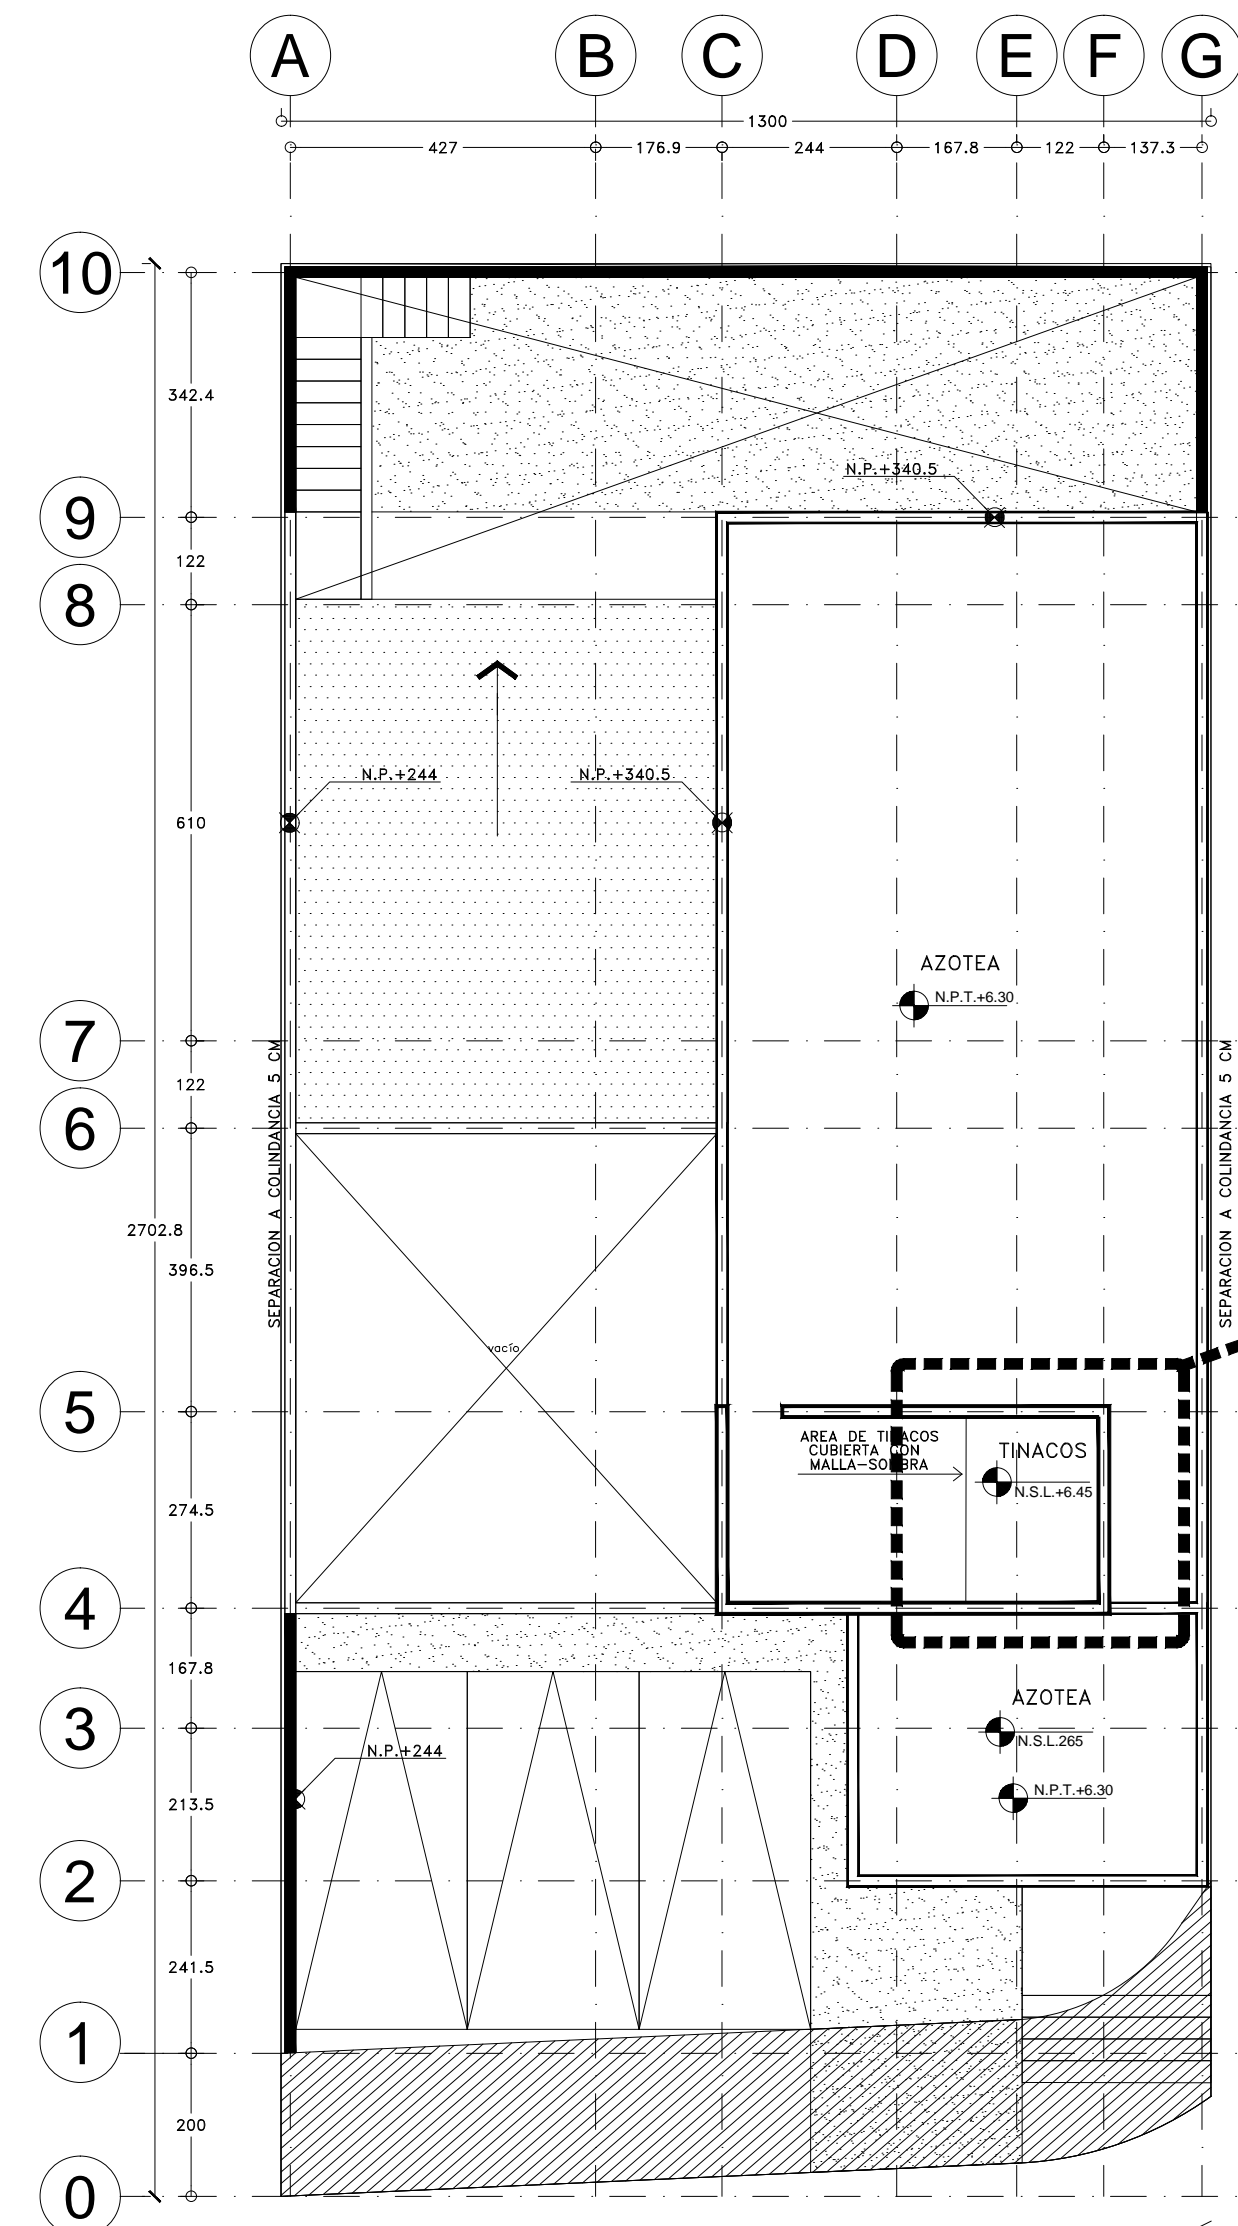 A B C D E F G
1300
427 176.9 244 167.8 122 137.3
10
342.4
N.P.+340.5
9
122
8
N.P.+244 N.P.+340.5
610
AZOTEA
N.P.T.+6.30
7
SEPARACION A COLINDANCIA 5 CM
SEPARACION A COLINDANCIA 5 CM
122
6
2702.8
396.5
vacío
5
AREA DE TINACOS
CUBIERTA CON
MALLA-SOMBRA
TINACOS
N.S.L.+6.45
274.5
4
167.8
AZOTEA
3
N.S.L.265
N.P.+244
N.P.T.+6.30
213.5
2
241.5
1
200
0